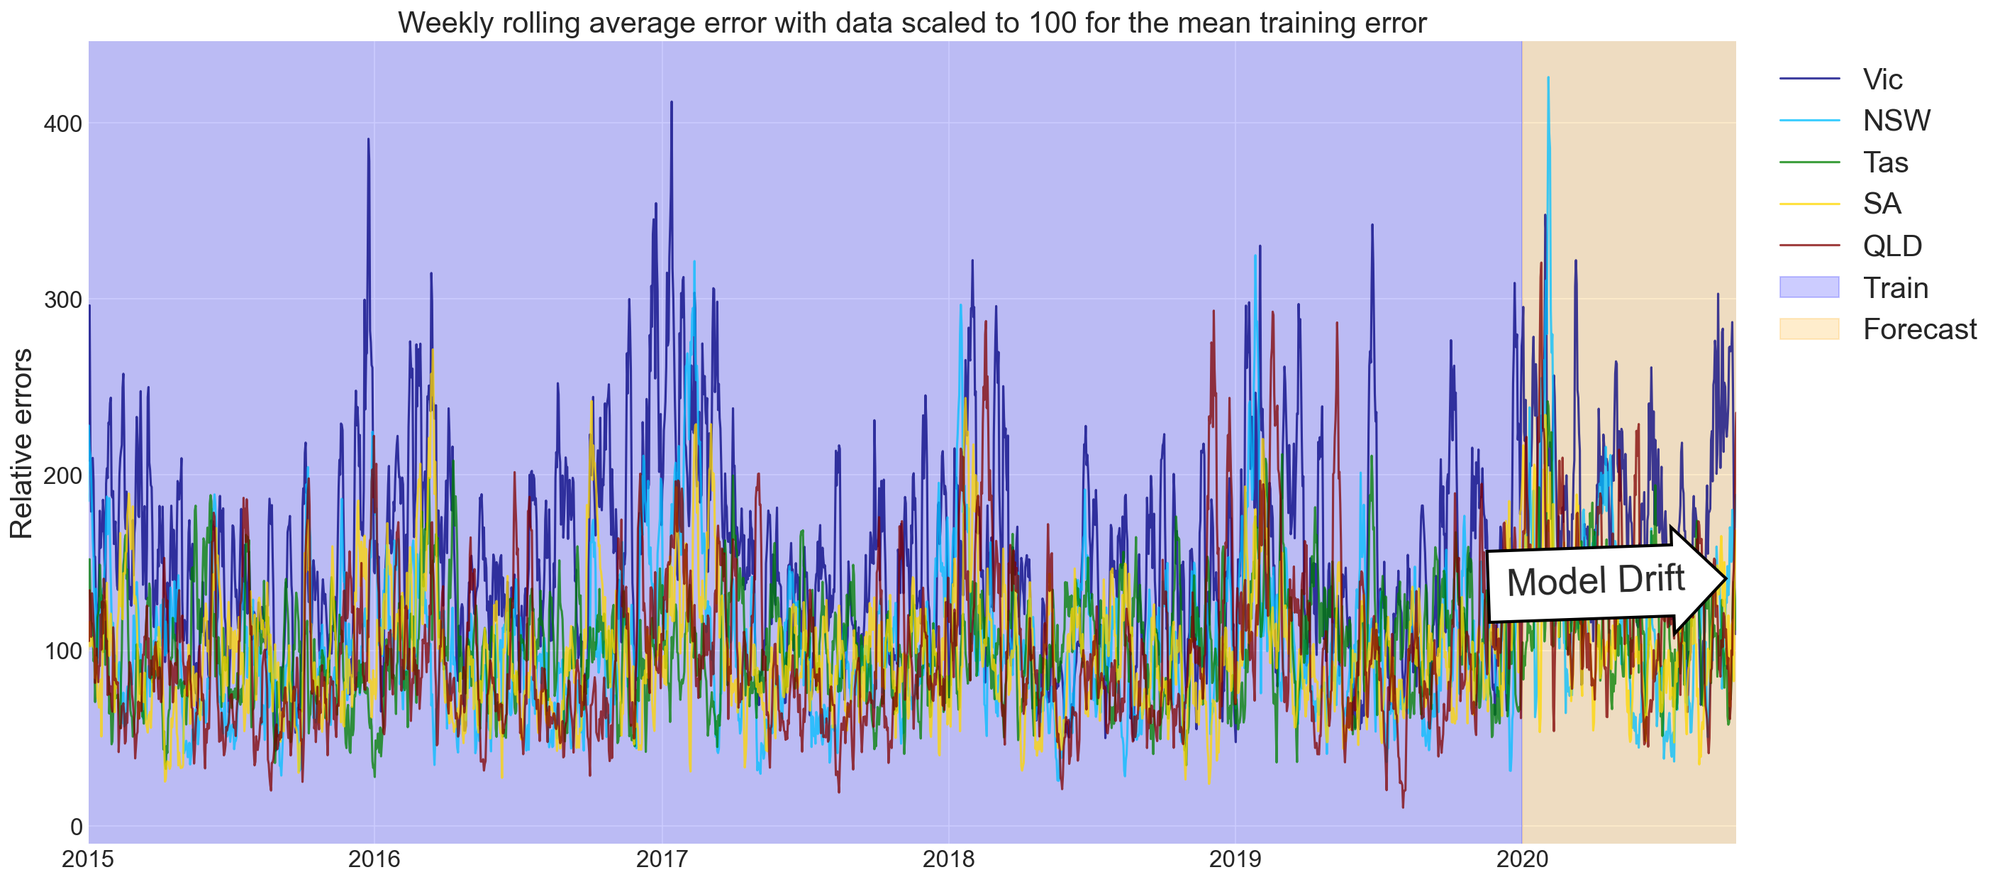 Weekly rolling average error with data scaled to 100 for the mean training error
Relative errors
400
300
200
100
0
2015
2016
2017
2018
2019
2020
Vic
NSW
Tas
SA
QLD
Train
Forecast
Model Drift